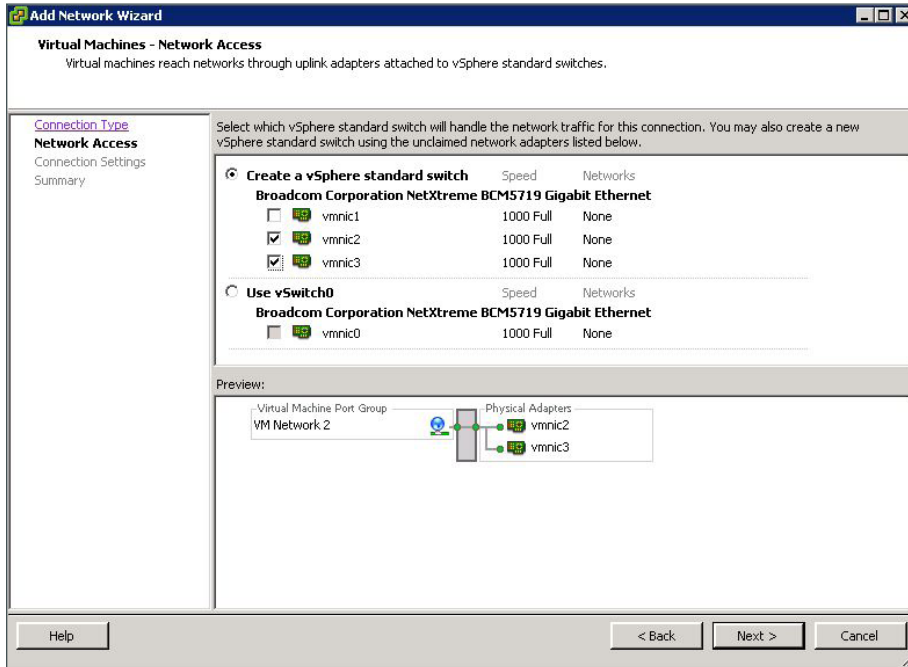 Add Network Wizard
Virtual Machines - Network Access
Virtual machines reach networks through uplink adapters attached to vSphere standard switches.
Connection Type
Network Access
Connection Settings
Summary
Select which vSphere standard switch will handle the network traffic for this connection. You may also create a new
vSphere standard switch using the unclaimed network adapters listed below.
Create a vSphere standard switch Speed Networks
Broadcom Corporation NetXtreme BCM5719 Gigabit Ethernet
vmnic1 1000 Full None
vmnic2 1000 Full None
vmnic3 1000 Full None
Use vSwitch0 Speed Networks
Broadcom Corporation NetXtreme BCM5719 Gigabit Ethernet
vmnic0 1000 Full None
Preview:
Virtual Machine Port Group Physical Adapters
VM Network 2 vmnic2
vmnic3
Help < Back Next > Cancel